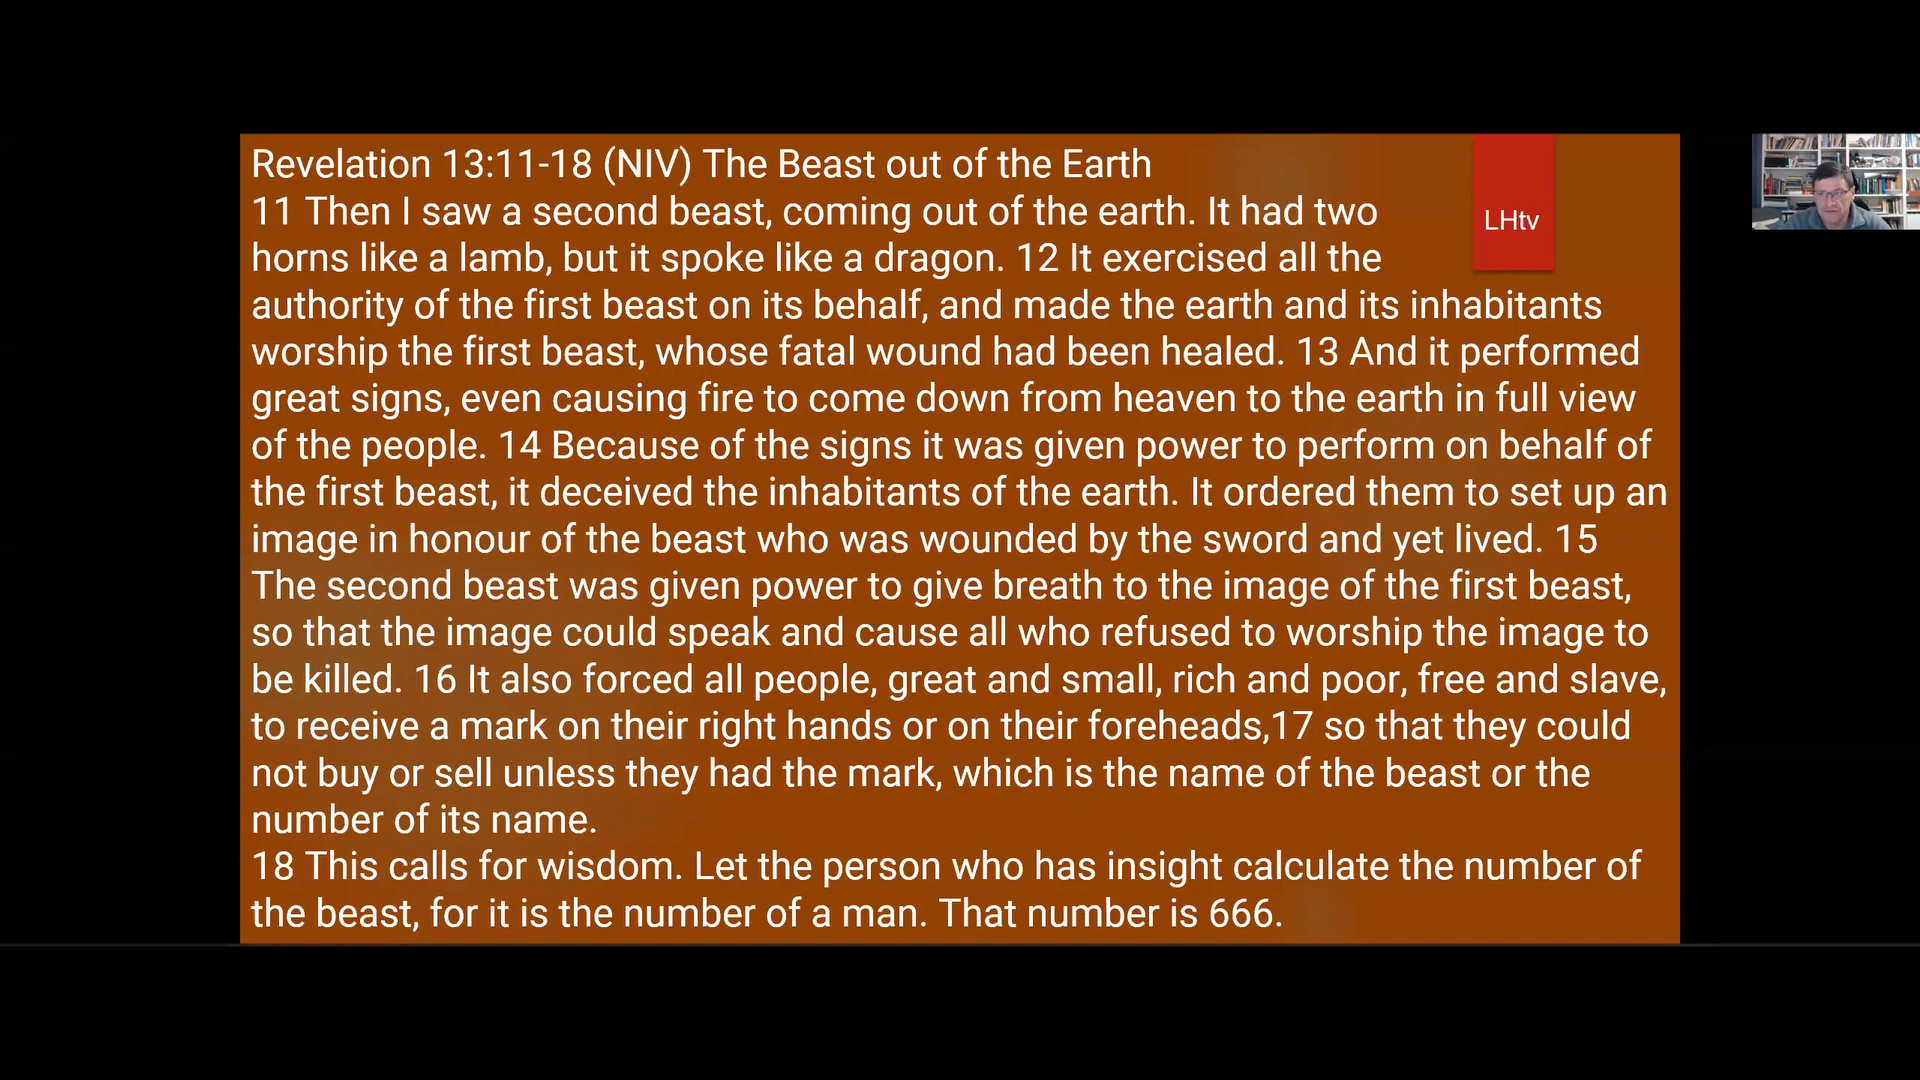 Revelation 13:11-18 (NIV) The Beast out of the Earth
11 Then I saw a second beast, coming out of the earth. It had two
horns like a lamb, but it spoke like a dragon. 12 It exercised all the
authority of the first beast on its behalf, and made the earth and its inhabitants
worship the first beast, whose fatal wound had been healed. 13 And it performed
great signs, even causing fire to come down from heaven to the earth in full view
of the people. 14 Because of the signs it was given power to perform on behalf of
the first beast, it deceived the inhabitants of the earth. It ordered them to set up an
image in honour of the beast who was wounded by the sword and yet lived. 15
The second beast was given power to give breath to the image of the first beast,
so that the image could speak and cause all who refused to worship the image to
be killed. 16 It also forced all people, great and small, rich and poor, free and slave,
to receive a mark on their right hands or on their foreheads,17 so that they could
not buy or sell unless they had the mark, which is the name of the beast or the
number of its name.
18 This calls for wisdom. Let the person who has insight calculate the number of
the beast, for it is the number of a man. That number is 666.
LHtv